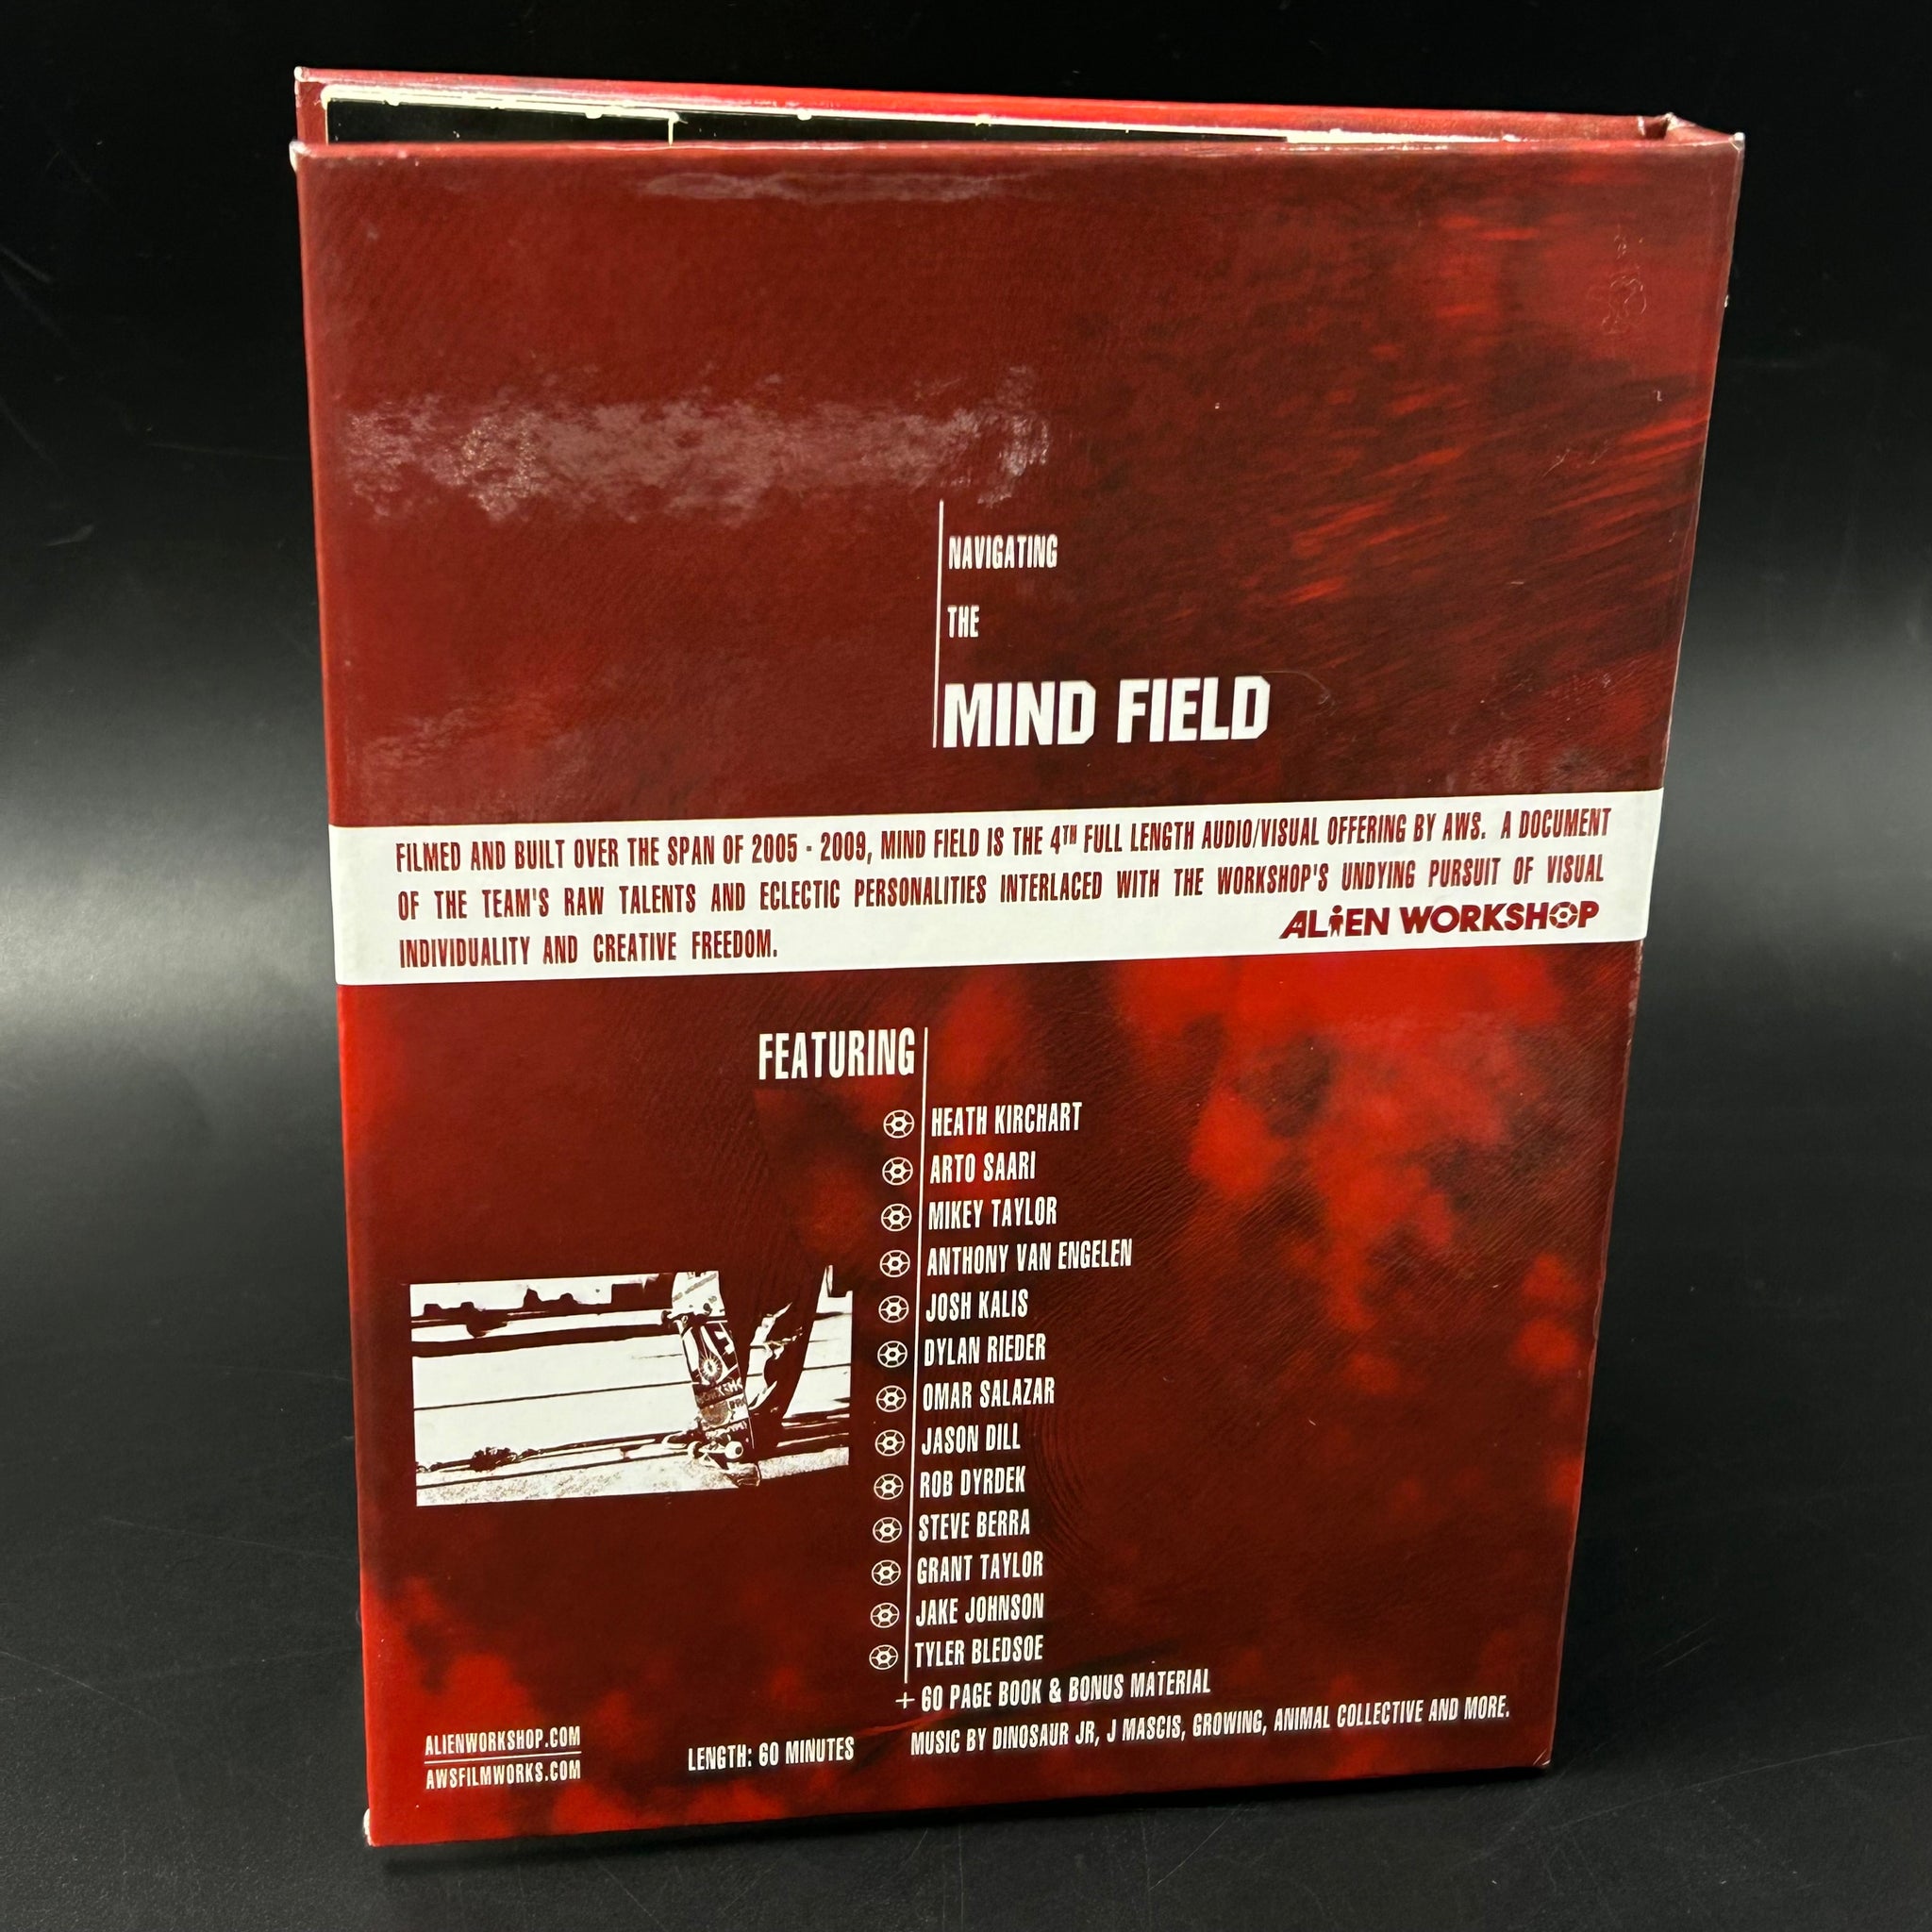 NAVIGATING
THE
MIND FIELD
FILMED AND BUILT OVER THE SPAN OF 2005 - 2009, MIND FIELD IS THE 4TH FULL LENGTH AUDIO/VISUAL OFFERING BY AWS. A DOCUMENT
OF THE TEAM'S RAW TALENTS AND ECLECTIC PERSONALITIES INTERLACED WITH THE WORKSHOP'S UNDYING PURSUIT OF VISUAL
INDIVIDUALITY AND CREATIVE FREEDOM.
ALIEN WORKSHOP
FEATURING
HEATH KIRCHART
ARTO SAARI
MIKEY TAYLOR
ANTHONY VAN ENGELEN
JOSH KALIS
DYLAN RIEDER
OMAR SALAZAR
JASON DILL
ROB DYRDEK
STEVE BERRA
GRANT TAYLOR
JAKE JOHNSON
TYLER BLEDSOE
+ 60 PAGE BOOK & BONUS MATERIAL
MUSIC BY DINOSAUR JR, J MASCIS, GROWING, ANIMAL COLLECTIVE AND MORE.
LENGTH: 60 MINUTES
ALIENWORKSHOP.COM
AWSFILMWORKS.COM